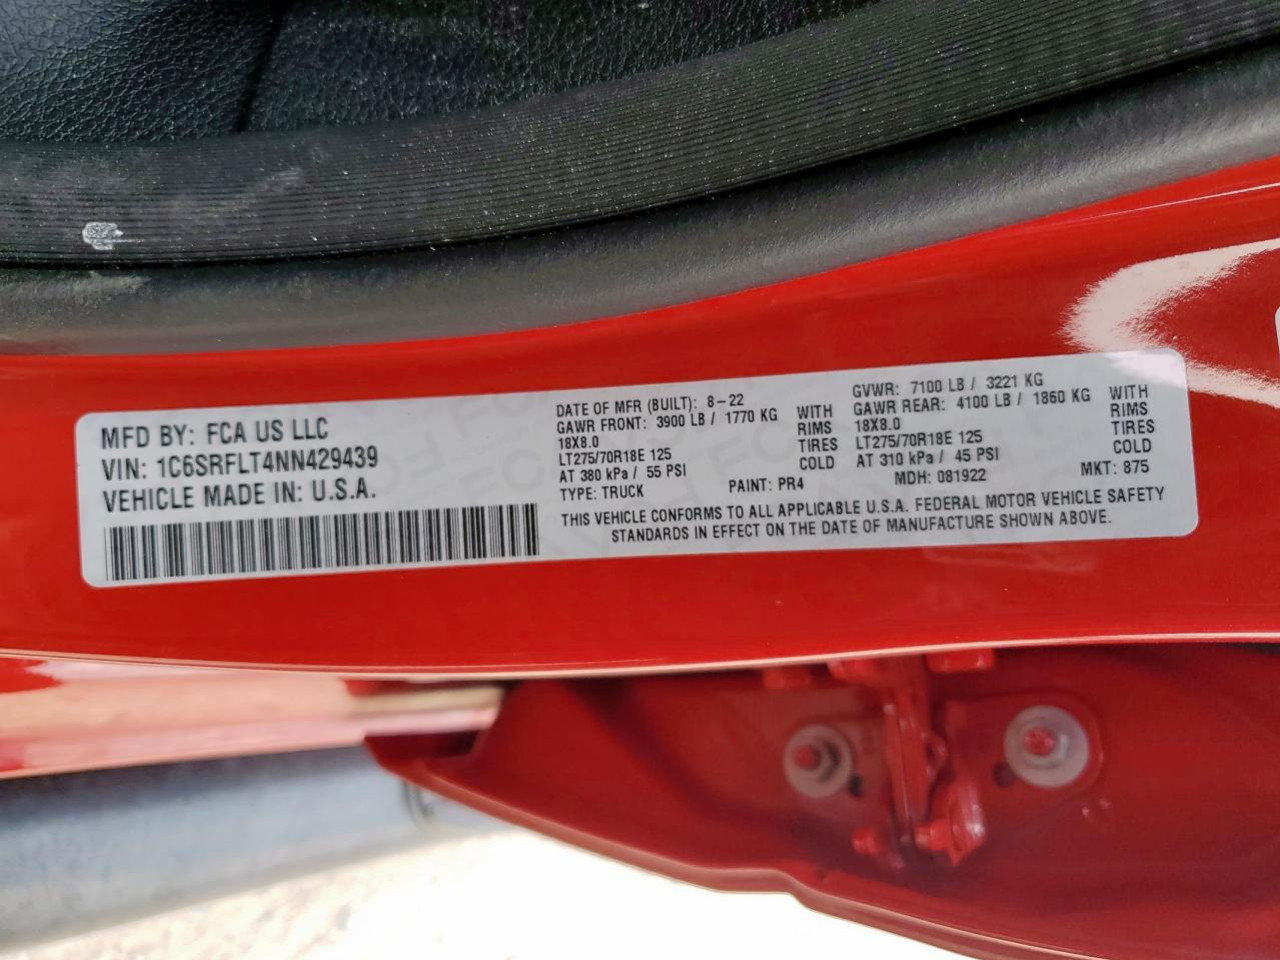 MFD BY: FCA US LLC
VIN: 1C6SRFLT4NN429439
VEHICLE MADE IN: U.S.A.
DATE OF MFR (BUILT): 8-22
GAWR FRONT: 3900 LB / 1770 KG WITH
18X8.0 RIMS
LT275/70R18E 125 TIRES
AT 380 kPa / 55 PSI COLD
TYPE: TRUCK PAINT: PR4
GVWR: 7100 LB / 3221 KG
GAWR REAR: 4100 LB / 1860 KG WITH
18X8.0 RIMS
LT275/70R18E 125 TIRES
AT 310 kPa / 45 PSI COLD
MDH: 081922 MKT: 875
THIS VEHICLE CONFORMS TO ALL APPLICABLE U.S.A. FEDERAL MOTOR VEHICLE SAFETY
STANDARDS IN EFFECT ON THE DATE OF MANUFACTURE SHOWN ABOVE.